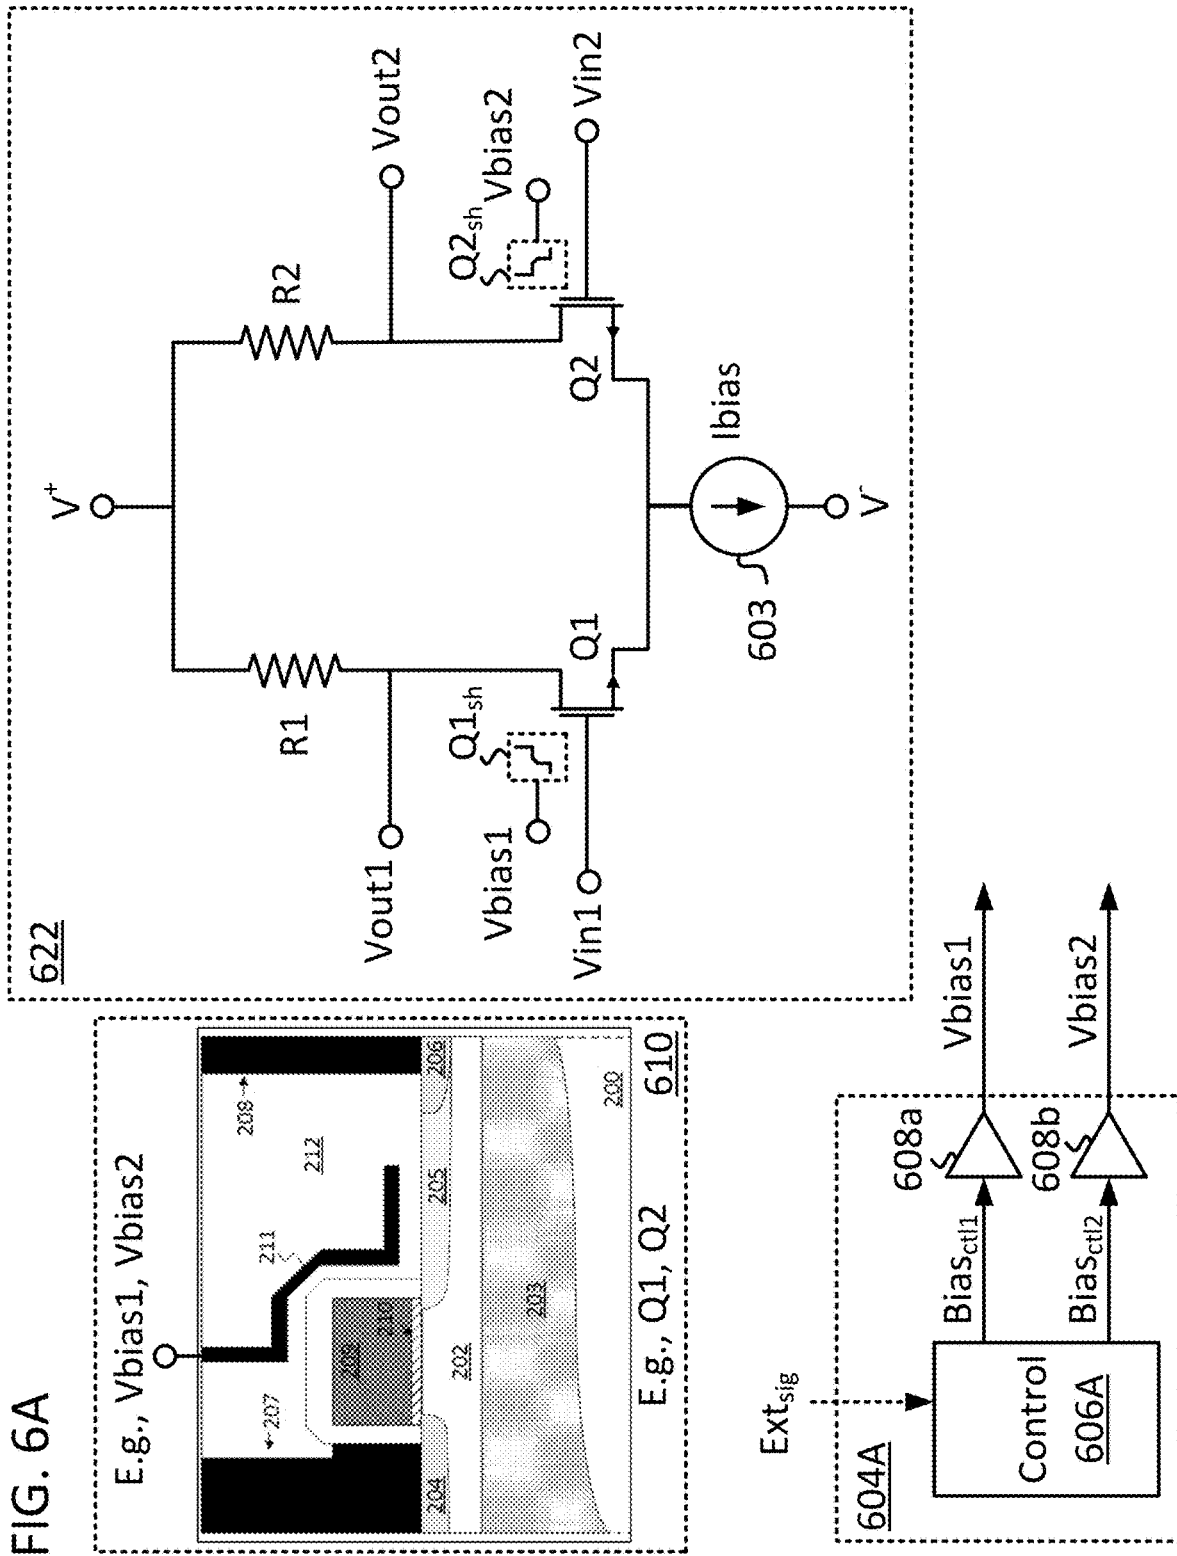 FIG. 6A
E.g., Vbias1, Vbias2
207
208
211
212
209
210
204
205
206
202
203
200
E.g., Q1, Q2
610
622
V+
R1
R2
Vout1
Vout2
Q1sh
Q2sh
Vbias1
Vbias2
Vin1
Vin2
Q1
Q2
603
Ibias
V-
Extsig
604A
Control
606A
Biasctl1
Biasctl2
608a
608b
Vbias1
Vbias2